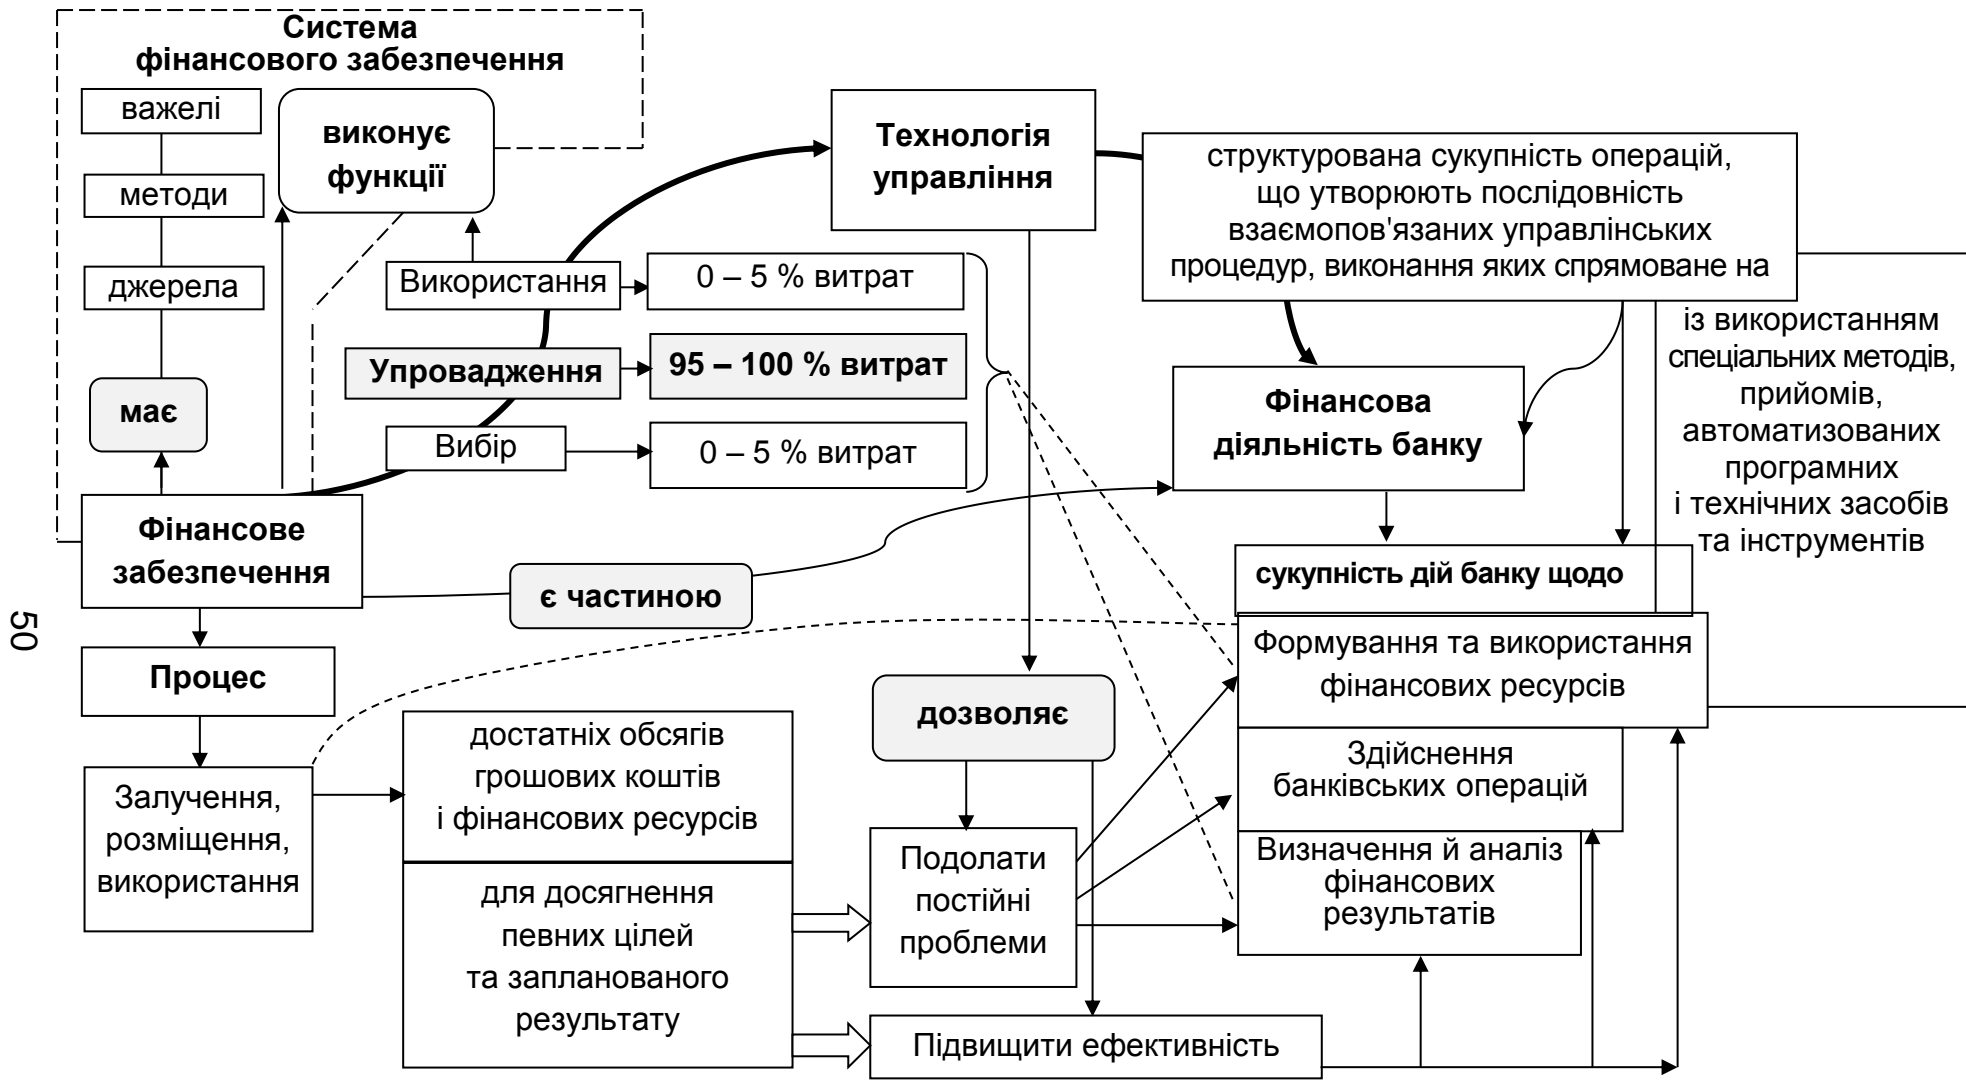 Система
фінансового забезпечення
важелі
методи
джерела
має
виконує
функції
Використання
0 – 5 % витрат
Упровадження
95 – 100 % витрат
Вибір
0 – 5 % витрат
Технологія
управління
структурована сукупність операцій,
що утворюють послідовність
взаємопов'язаних управлінських
процедур, виконання яких спрямоване на
із використанням
спеціальних методів,
прийомів,
автоматизованих
програмних
і технічних засобів
та інструментів
Фінансова
діяльність банку
Фінансове
забезпечення
є частиною
сукупність дій банку щодо
Формування та використання
фінансових ресурсів
Здійснення
банківських операцій
Визначення й аналіз
фінансових
результатів
Процес
Залучення,
розміщення,
використання
достатніх обсягів
грошових коштів
і фінансових ресурсів
для досягнення
певних цілей
та запланованого
результату
дозволяє
Подолати
постійні
проблеми
Підвищити ефективність
50